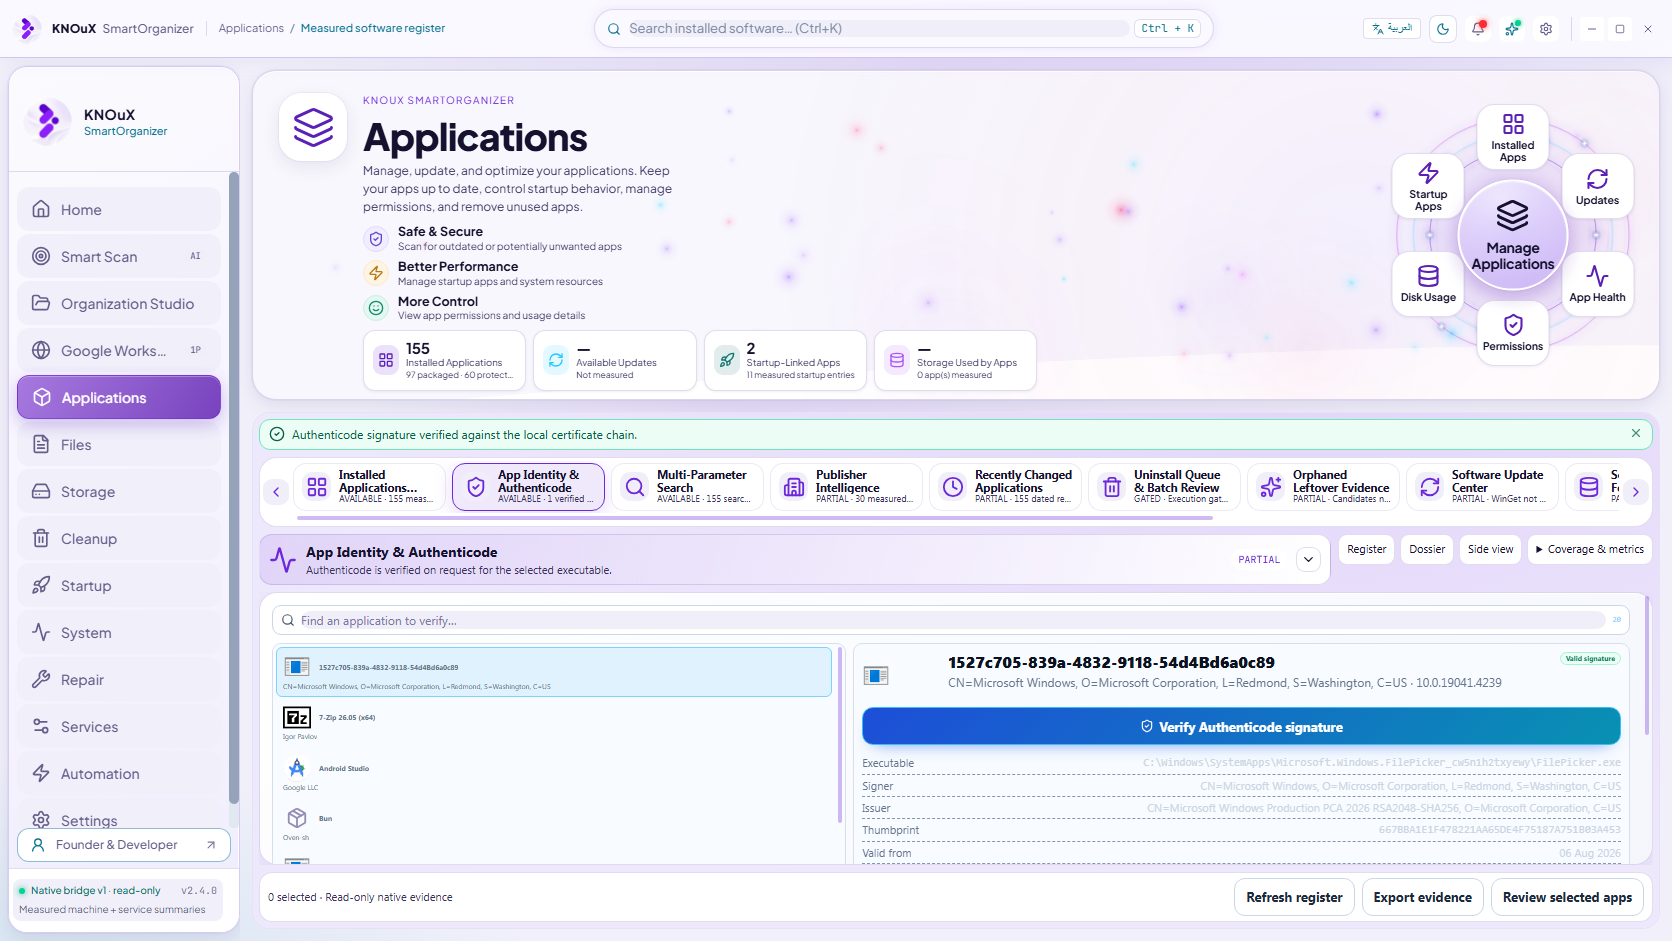 KNOuX SmartOrganizer
Applications / Measured software register
Search installed software... (Ctrl+K)
Ctrl + K
العربية
KNOuX
SmartOrganizer
Home
Smart Scan AI
Organization Studio
Google Works... 1P
Applications
Files
Storage
Cleanup
Startup
System
Repair
Services
Automation
Settings
Founder & Developer
Native bridge v1 · read-only v2.4.0
Measured machine + service summaries
KNOUX SMARTORGANIZER
Applications
Manage, update, and optimize your applications. Keep
your apps up to date, control startup behavior, manage
permissions, and remove unused apps.
Safe & Secure
Scan for outdated or potentially unwanted apps
Better Performance
Manage startup apps and system resources
More Control
View app permissions and usage details
155
Installed Applications
97 packaged · 60 protect...
—
Available Updates
Not measured
2
Startup-Linked Apps
11 measured startup entries
—
Storage Used by Apps
0 app(s) measured
Installed
Apps
Startup
Apps
Updates
Manage
Applications
Disk Usage
App Health
Permissions
Authenticode signature verified against the local certificate chain.
Installed
Applications...
AVAILABLE · 155 meas...
App Identity &
Authenticode
AVAILABLE · 1 verified ...
Multi-Parameter
Search
AVAILABLE · 155 searc...
Publisher
Intelligence
PARTIAL · 30 measured...
Recently Changed
Applications
PARTIAL · 155 dated re...
Uninstall Queue
& Batch Review
GATED · Execution gat...
Orphaned
Leftover Evidence
PARTIAL · Candidates n...
Software Update
Center
PARTIAL · WinGet not ...
App Identity & Authenticode
Authenticode is verified on request for the selected executable.
PARTIAL
Register
Dossier
Side view
Coverage & metrics
Find an application to verify...
20
1527c705-839a-4832-9118-54d4Bd6a0c89
CN=Microsoft Windows, O=Microsoft Corporation, L=Redmond, S=Washington, C=US
7-Zip 26.05 (x64)
Igor Pavlov
Android Studio
Google LLC
Bun
Oven-sh
1527c705-839a-4832-9118-54d4Bd6a0c89
Valid signature
CN=Microsoft Windows, O=Microsoft Corporation, L=Redmond, S=Washington, C=US · 10.0.19041.4239
Verify Authenticode signature
Executable C:\Windows\SystemApps\Microsoft.Windows.FilePicker_cw5n1h2txyewy\FilePicker.exe
Signer CN=Microsoft Windows, O=Microsoft Corporation, L=Redmond, S=Washington, C=US
Issuer CN=Microsoft Windows Production PCA 2026 RSA2048-SHA256, O=Microsoft Corporation, C=US
Thumbprint 667BBA1E1F478221AA65DE4F75187A751B03A453
Valid from 06 Aug 2026
0 selected · Read-only native evidence
Refresh register
Export evidence
Review selected apps